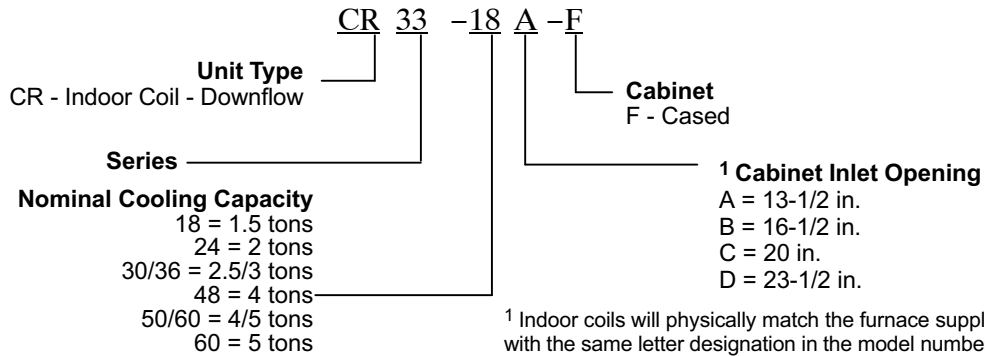 CR 33 –18 A –F
Unit Type
CR - Indoor Coil - Downflow
Cabinet
F - Cased
Series
1 Cabinet Inlet Opening
A = 13-1/2 in.
B = 16-1/2 in.
C = 20 in.
D = 23-1/2 in.
Nominal Cooling Capacity
18 = 1.5 tons
24 = 2 tons
30/36 = 2.5/3 tons
48 = 4 tons
50/60 = 4/5 tons
60 = 5 tons
1 Indoor coils will physically match the furnace
with the same letter designation in the model